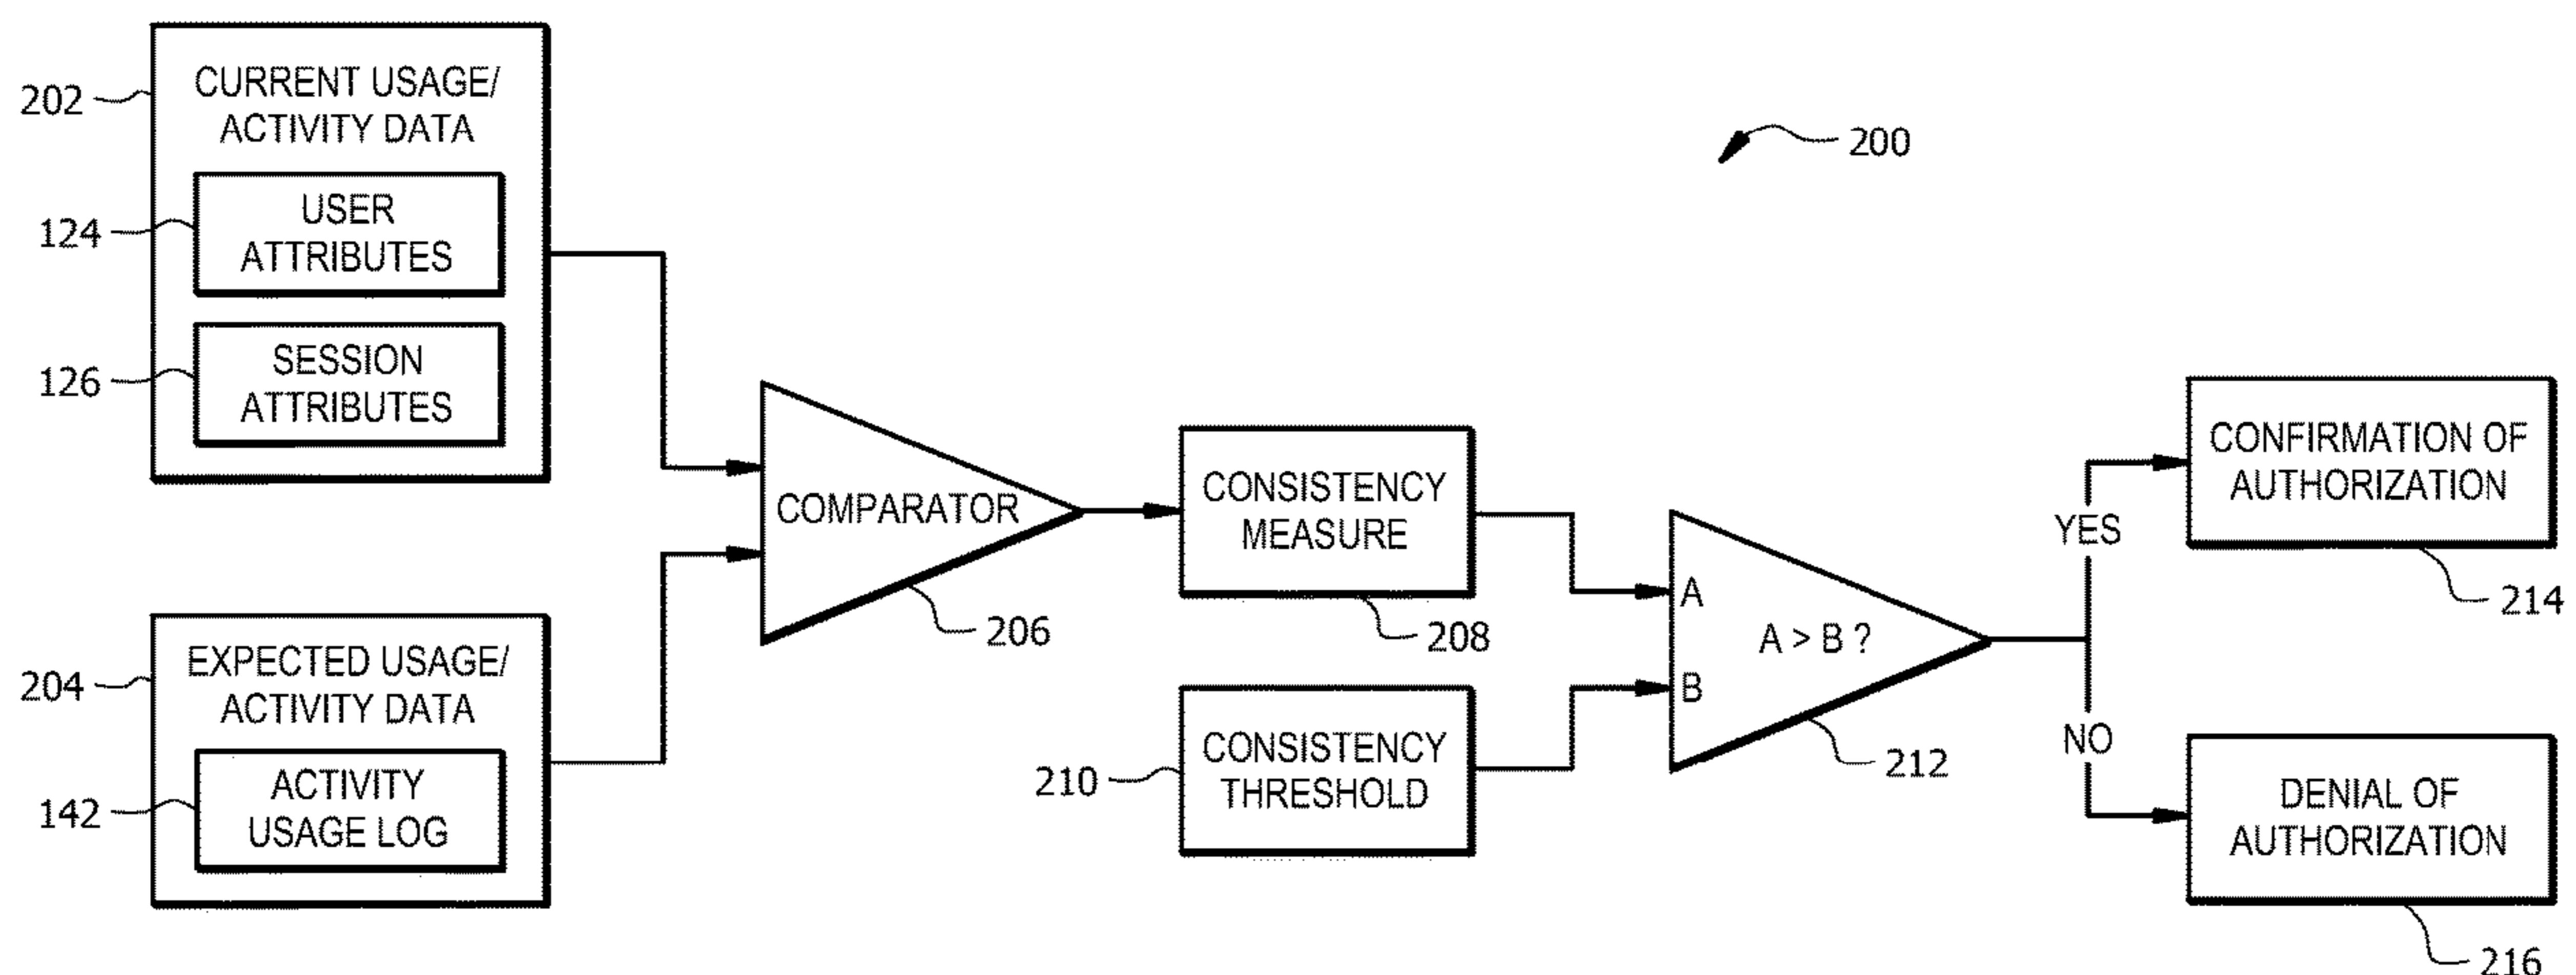 202
CURRENT USAGE/
ACTIVITY DATA
124
USER
ATTRIBUTES
126
SESSION
ATTRIBUTES
200
204
EXPECTED USAGE/
ACTIVITY DATA
142
ACTIVITY
USAGE LOG
COMPARATOR
206
CONSISTENCY
MEASURE
208
210
CONSISTENCY
THRESHOLD
A
A > B ?
B
212
YES
NO
CONFIRMATION OF
AUTHORIZATION
214
DENIAL OF
AUTHORIZATION
216